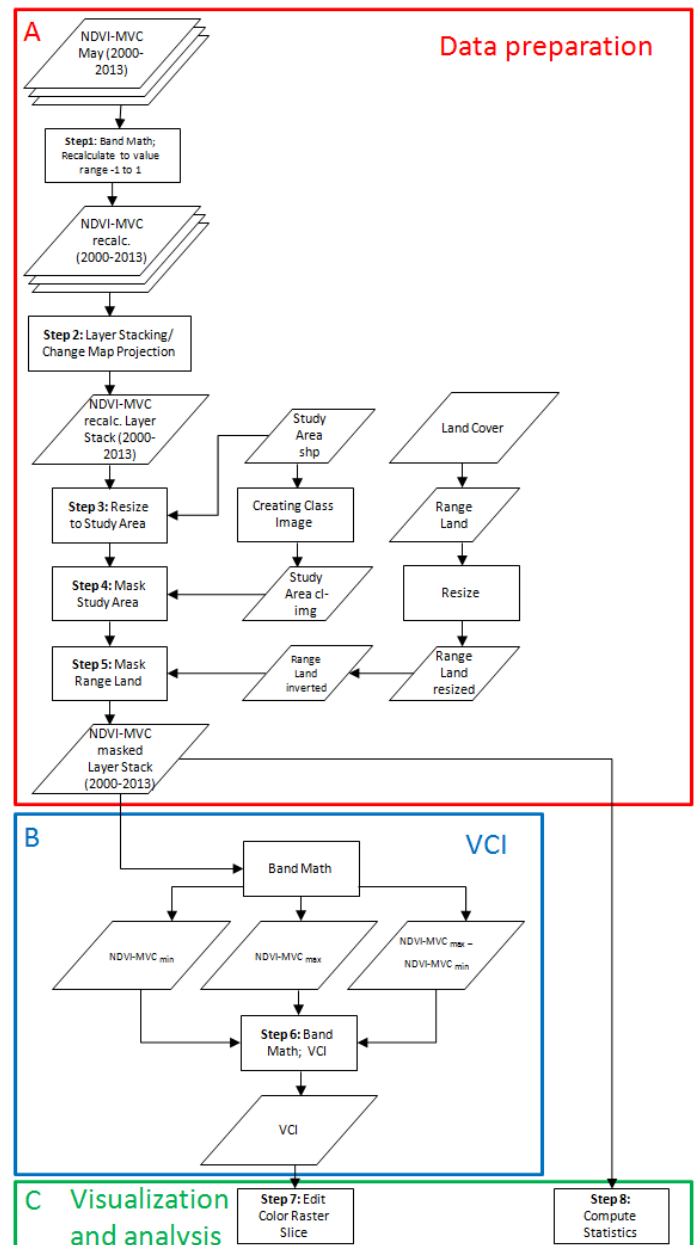 A
Data preparation
NDVI-MVC
May (2000-
2013)
Step1: Band Math;
Recalculate to value
range -1 to 1
NDVI-MVC
recalc.
(2000-2013)
Step 2: Layer Stacking/
Change Map Projection
NDVI-MVC
recalc. Layer
Stack (2000-
2013)
Study
Area
shp
Land Cover
Step 3: Resize
to Study Area
Creating Class
Image
Range
Land
Step 4: Mask
Study Area
Study
Area cl-
img
Resize
Step 5: Mask
Range Land
Range
Land
inverted
Range
Land
resized
NDVI-MVC
masked
Layer Stack
(2000-2013)
B
VCI
Band Math
NDVI-MVC min
NDVI-MVC max
NDVI-MVC max –
NDVI-MVC min
Step 6: Band
Math; VCI
VCI
C
Visualization
and analysis
Step 7: Edit
Color Raster
Slice
Step 8:
Compute
Statistics